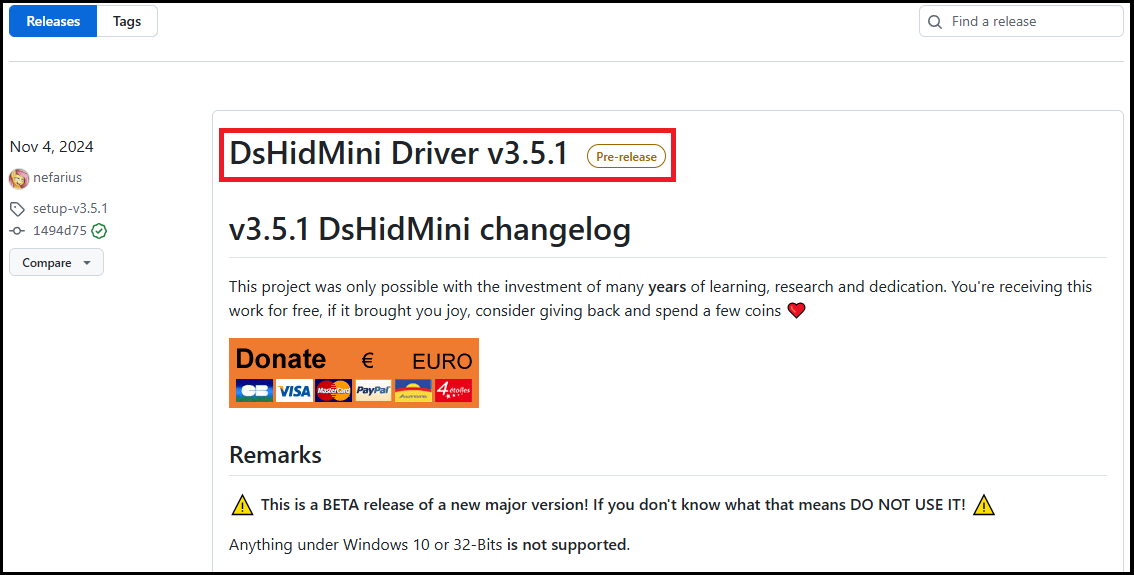 Releases Tags
Find a release
Nov 4, 2024
nefarius
setup-v3.5.1
1494d75
Compare
DsHidMini Driver v3.5.1 Pre-release
v3.5.1 DsHidMini changelog
This project was only possible with the investment of many years of learning, research and dedication. You're receiving this
work for free, if it brought you joy, consider giving back and spend a few coins
Donate € EURO
CB VISA MasterCard PayPal 4 étoiles
Remarks
This is a BETA release of a new major version! If you don't know what that means DO NOT USE IT!
Anything under Windows 10 or 32-Bits is not supported.